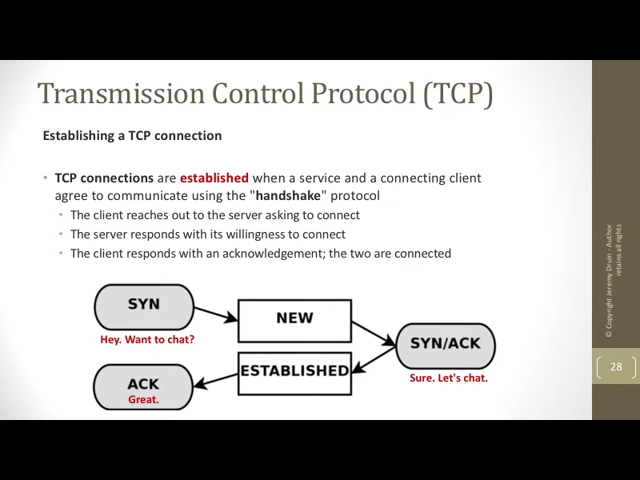 Transmission Control Protocol (TCP)
Establishing a TCP connection
• TCP connections are established when a service and a connecting client
agree to communicate using the "handshake" protocol
• The client reaches out to the server asking to connect
• The server responds with its willingness to connect
• The client responds with an acknowledgement; the two are connected
SYN
Hey. Want to chat?
NEW
SYN/ACK
Sure. Let's chat.
ESTABLISHED
ACK
Great.
© Copyright Jeremy Druin - Author
retains all rights
28